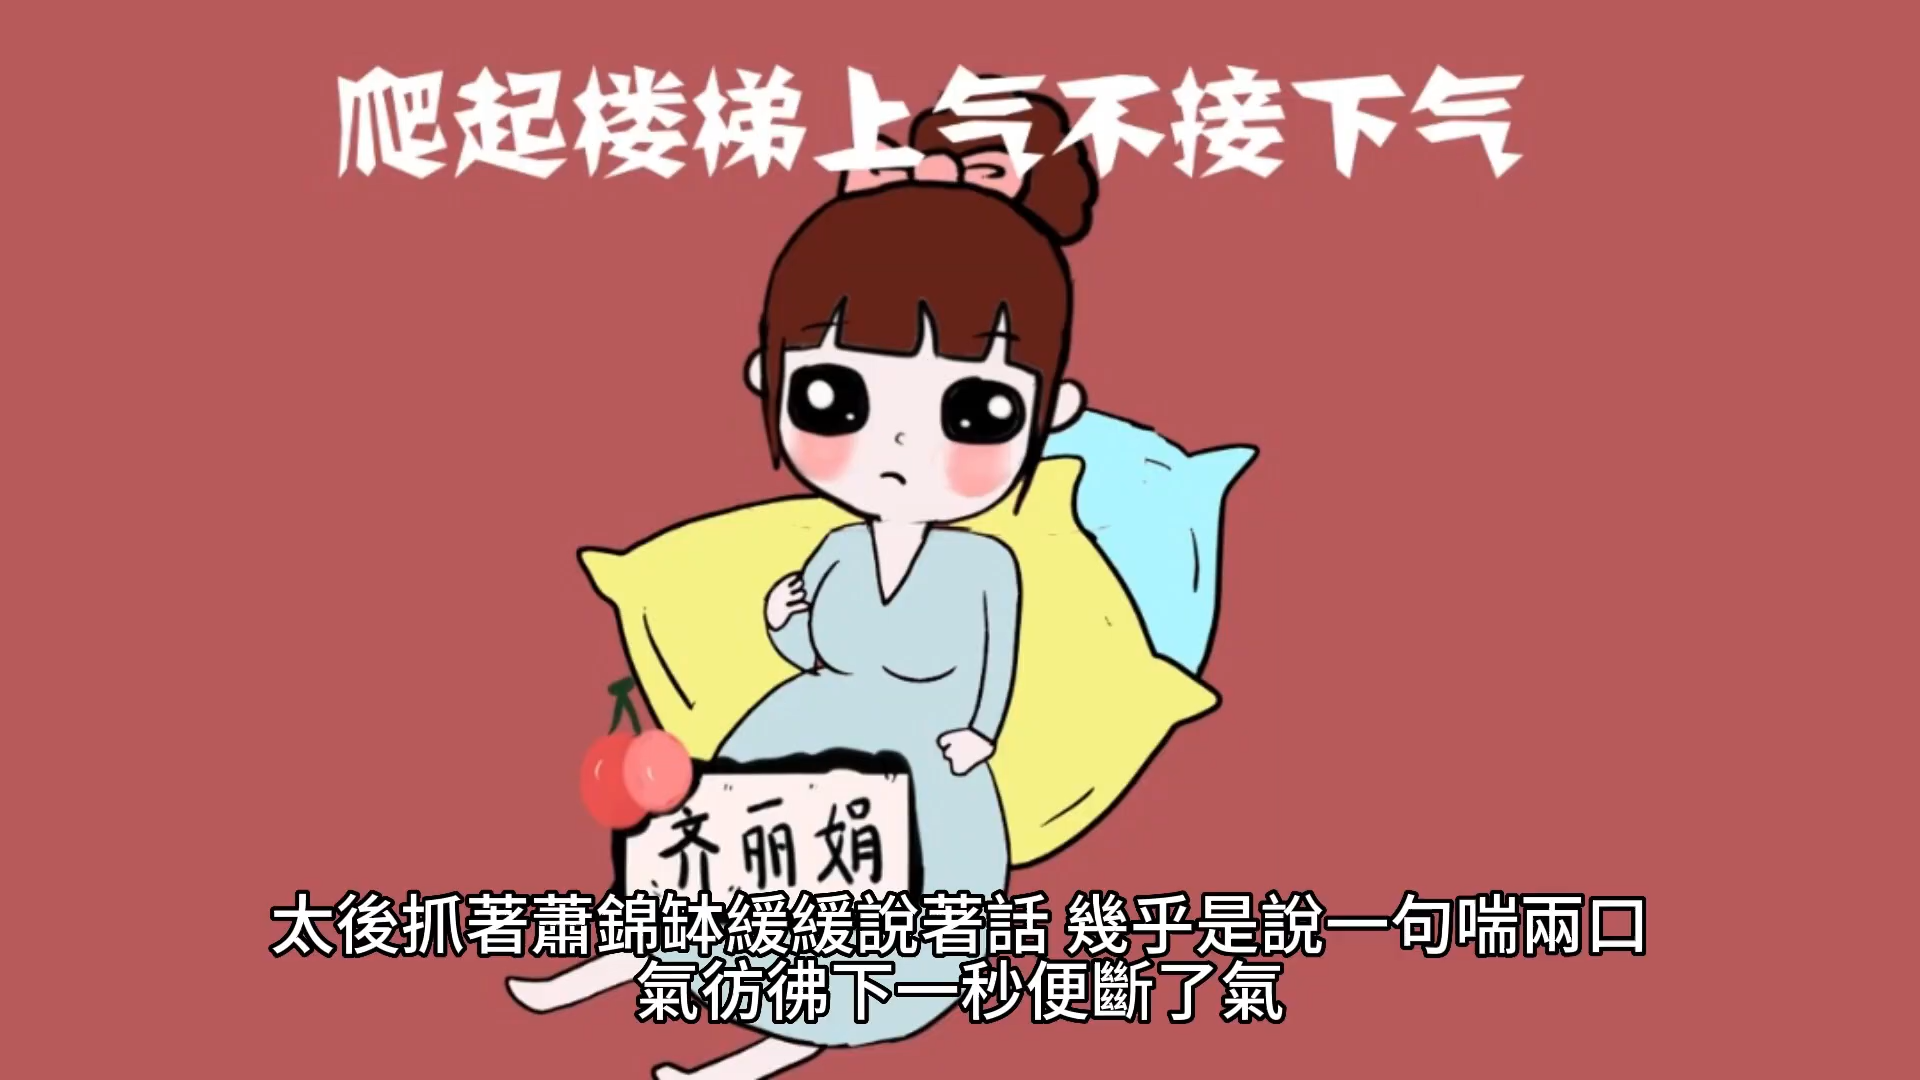 爬起楼梯上气不接下气
齐丽娟
太後抓著蕭錦缽緩緩說著話 幾乎是說一句喘兩口
氣彷彿下一秒便斷了氣